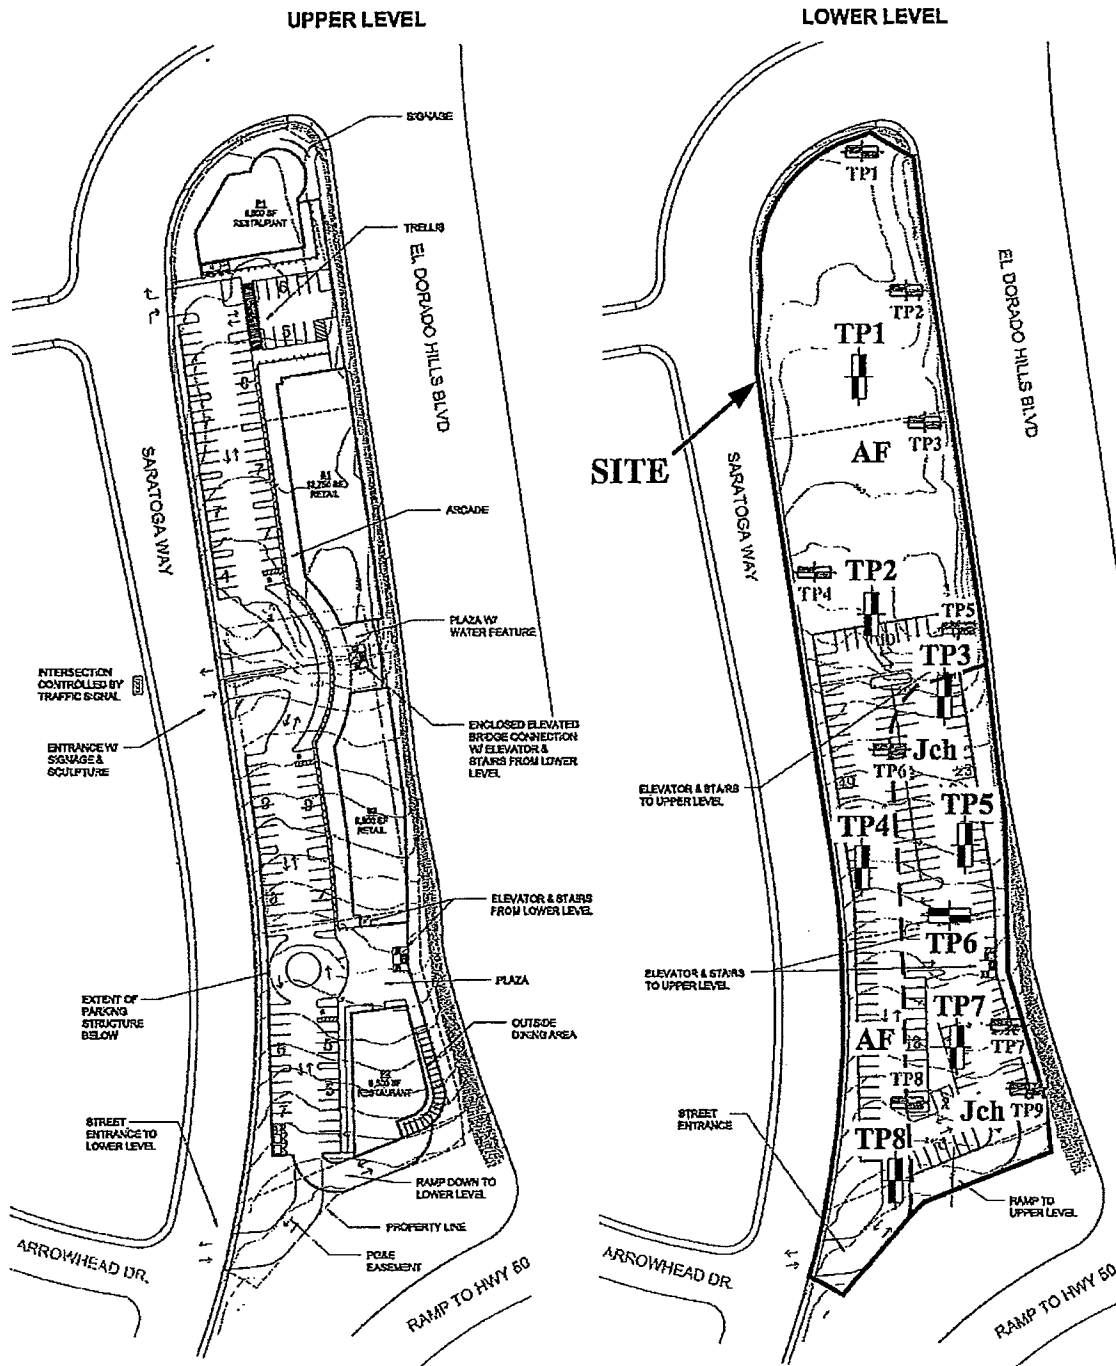 UPPER LEVEL
SIGNAGE
RESTAURANT
TRELLIS
6
EL DORADO HILLS BLVD
SARATOGA WAY
RETAIL
ARCADE
PLAZA W/
WATER FEATURE
INTERSECTION
CONTROLLED BY
TRAFFIC SIGNAL
ENTRANCE W/
SIGNAGE &
SCULPTURE
ENCLOSED ELEVATED
BRIDGE CONNECTION
W/ ELEVATOR &
STAIRS FROM LOWER
LEVEL
RETAIL
ELEVATOR & STAIRS
FROM LOWER LEVEL
PLAZA
EXTENT OF
PARKING
STRUCTURE
BELOW
OUTSIDE
DINING AREA
RESTAURANT
STREET
ENTRANCE TO
LOWER LEVEL
RAMP DOWN TO
LOWER LEVEL
PROPERTY LINE
PG&E
EASEMENT
ARROWHEAD DR.
RAMP TO HWY 50
LOWER LEVEL
TP1
TP2
TP1
EL DORADO HILLS BLVD
TP3
AF
SITE
SARATOGA WAY
TP4
TP2
TP5
TP3
Jch
TP6
23
ELEVATOR & STAIRS
TO UPPER LEVEL
TP5
TP4
TP6
ELEVATOR & STAIRS
TO UPPER LEVEL
TP7
TP7
AF
18
TP8
TP9
Jch
STREET
ENTRANCE
TP8
RAMP TO
UPPER LEVEL
ARROWHEAD DR.
RAMP TO HWY 50